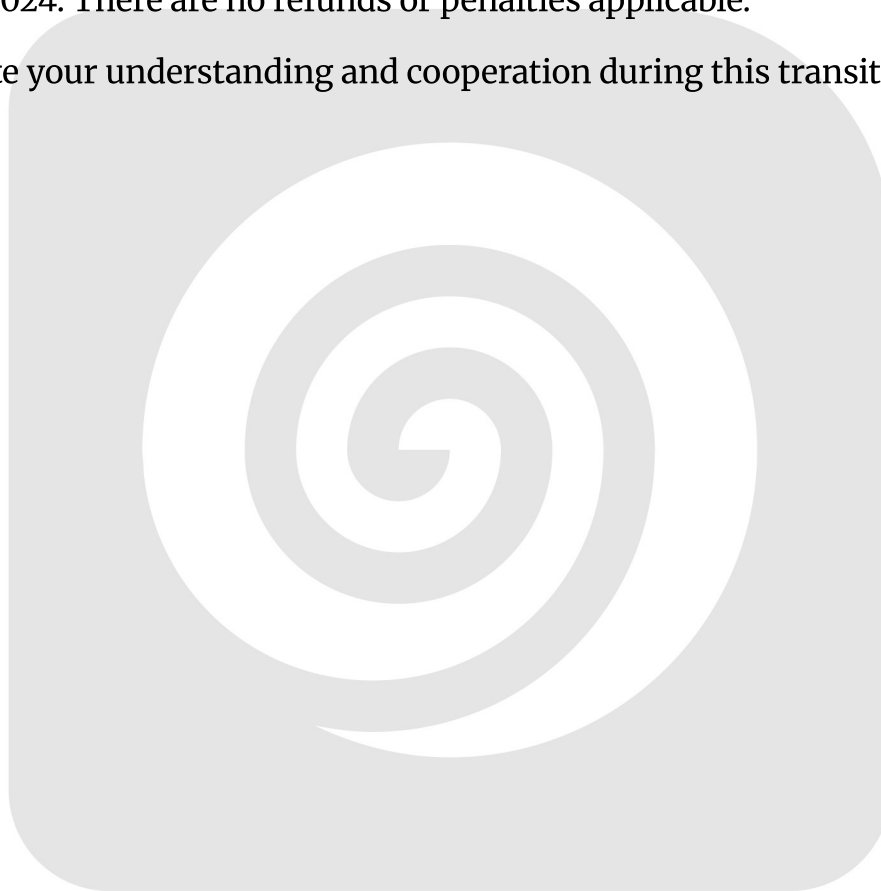 024. There are no refunds or penalties applicable.
te your understanding and cooperation during this transit